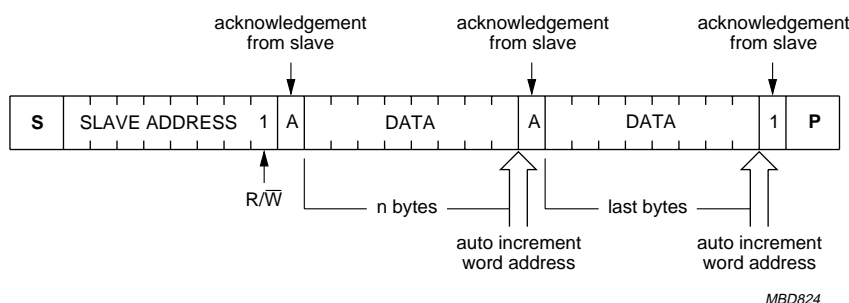 acknowledgement from slave
acknowledgement from slave
acknowledgement from slave
S SLAVE ADDRESS 1 A DATA A DATA 1 P
R/W̅
n bytes
last bytes
auto increment word address
auto increment word address
MBD824